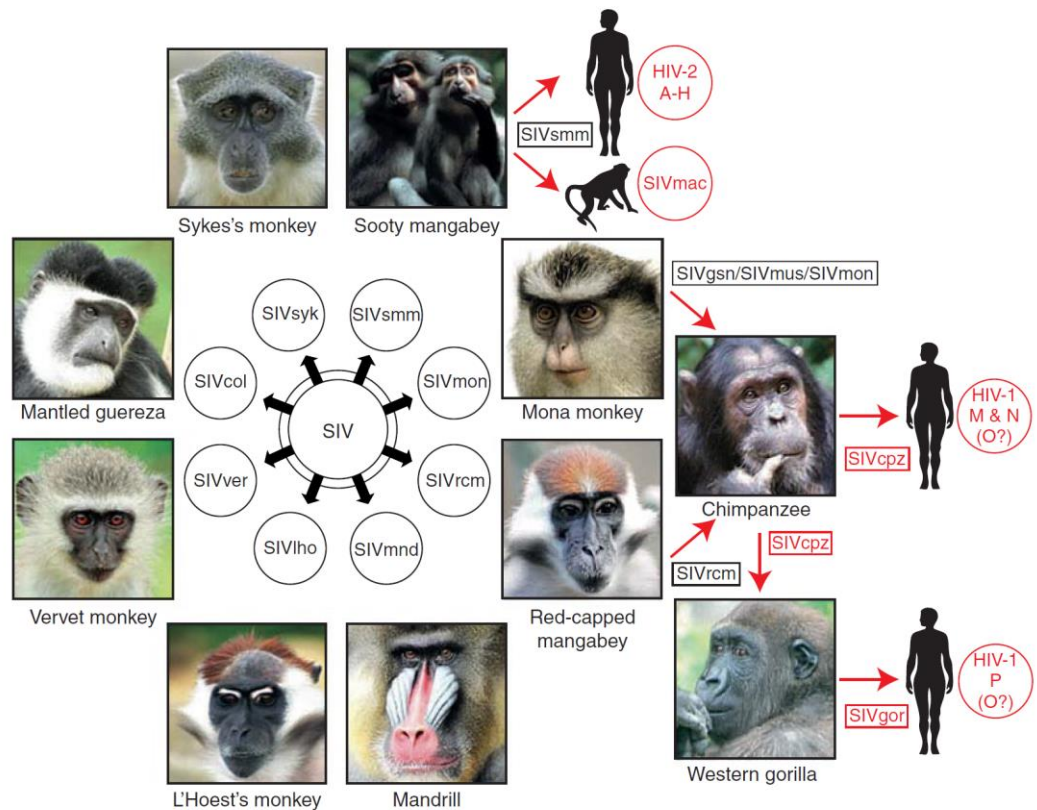 HIV-2
A-H
SIVsmm
SIVmac
Sykes's monkey
Sooty mangabey
SIVgsn/SIVmus/SIVmon
SIVsyk
SIVsmm
SIVcol
SIVmon
Mantled guereza
Mona monkey
SIV
HIV-1
M & N
(O?)
SIVcpz
SIVver
SIVrcm
Chimpanzee
SIVlho
SIVmnd
SIVcpz
SIVrcm
Vervet monkey
Red-capped
mangabey
HIV-1
P
(O?)
SIVgor
L'Hoest's monkey
Mandrill
Western gorilla